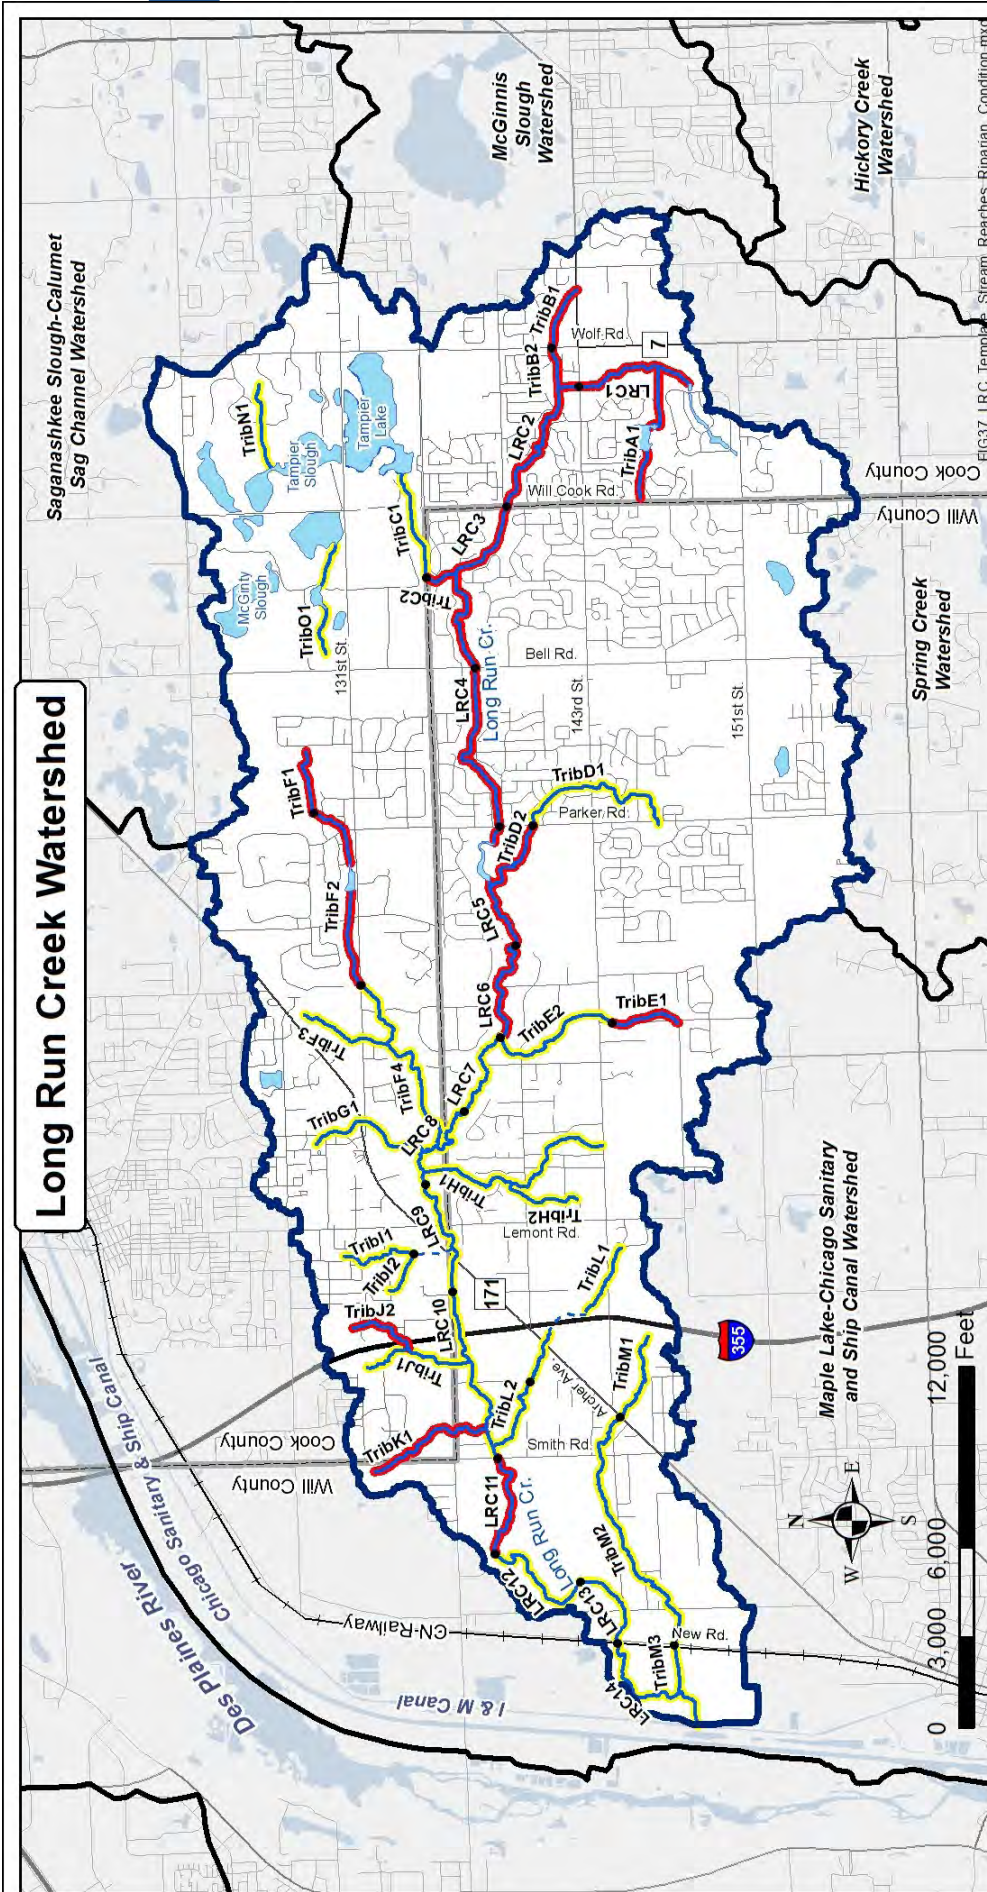 Long Run Creek Watershed
Saganashkee Slough-Calumet
Sag Channel Watershed
McGinnis
Slough
Watershed
Hickory Creek
Watershed
Spring Creek
Watershed
Maple Lake-Chicago Sanitary
and Ship Canal Watershed
Des Plaines River
Chicago Sanitary & Ship Canal
I & M Canal
CN-Railway
Will County
Cook County
Will County
Cook County
McGinty
Slough
Tampier
Slough
Tampier
Lake
TribN1
TribO1
131st St.
TribC1
TribC2
TribF1
TribF2
TribF3
TribF4
TribG1
TribI1
TribI2
TribJ2
TribJ1
TribK1
LRC1
LRC2
LRC3
LRC4
LRC5
LRC6
LRC7
LRC8
LRC9
LRC10
LRC11
LRC12
LRC13
LRC14
Long Run Cr.
Long Run Cr.
TribB1
TribB2
TribA1
TribD1
TribD2
TribE1
TribE2
TribH1
TribH2
TribL1
TribL2
TribM1
TribM2
TribM3
Wolf Rd.
7
Will Cook Rd.
Bell Rd.
143rd St.
151st St.
Parker Rd.
Lemont Rd.
171
Archer Ave.
355
Smith Rd.
New Rd.
N
W
E
S
0
3,000
6,000
12,000
Feet
FIG37_LRC_Template_Stream_Reaches_Riparian_Condition.mxd